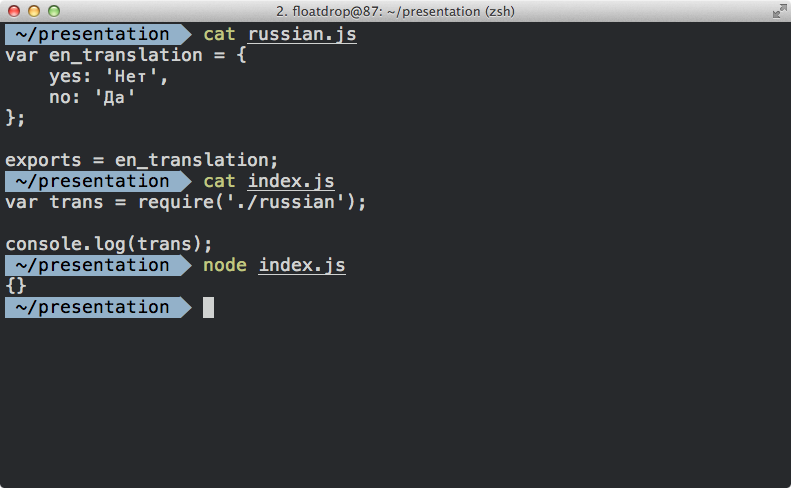 2. floatdrop@87: ~/presentation (zsh)
~/presentation cat russian.js
var en_translation = {
    yes: 'Нет',
    no: 'Да'
};
exports = en_translation;
~/presentation cat index.js
var trans = require('./russian');
console.log(trans);
~/presentation node index.js
{}
~/presentation